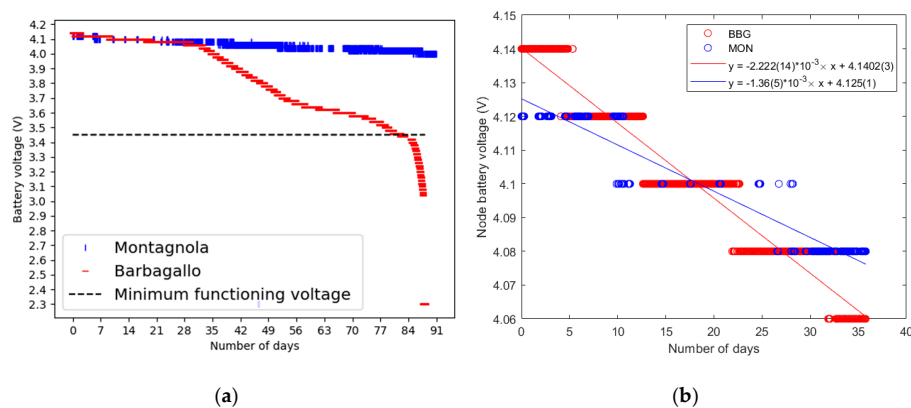 4.2
4.1
4.0
3.9
3.8
3.7
3.6
3.5
3.4
3.3
3.2
3.1
3.0
2.9
2.8
2.7
2.6
2.5
2.4
2.3
Battery voltage (V)
Montagnola
Barbagallo
Minimum functioning voltage
0 7 14 21 28 35 42 49 56 63 70 77 84 91
Number of days
(a)
4.15
4.14
4.13
4.12
4.11
4.1
4.09
4.08
4.07
4.06
Node battery voltage (V)
BBG
MON
y = -2.222(14)*10-3 × x + 4.1402(3)
y = -1.36(5)*10-3 × x + 4.125(1)
0 5 10 15 20 25 30 35 40
Number of days
(b)